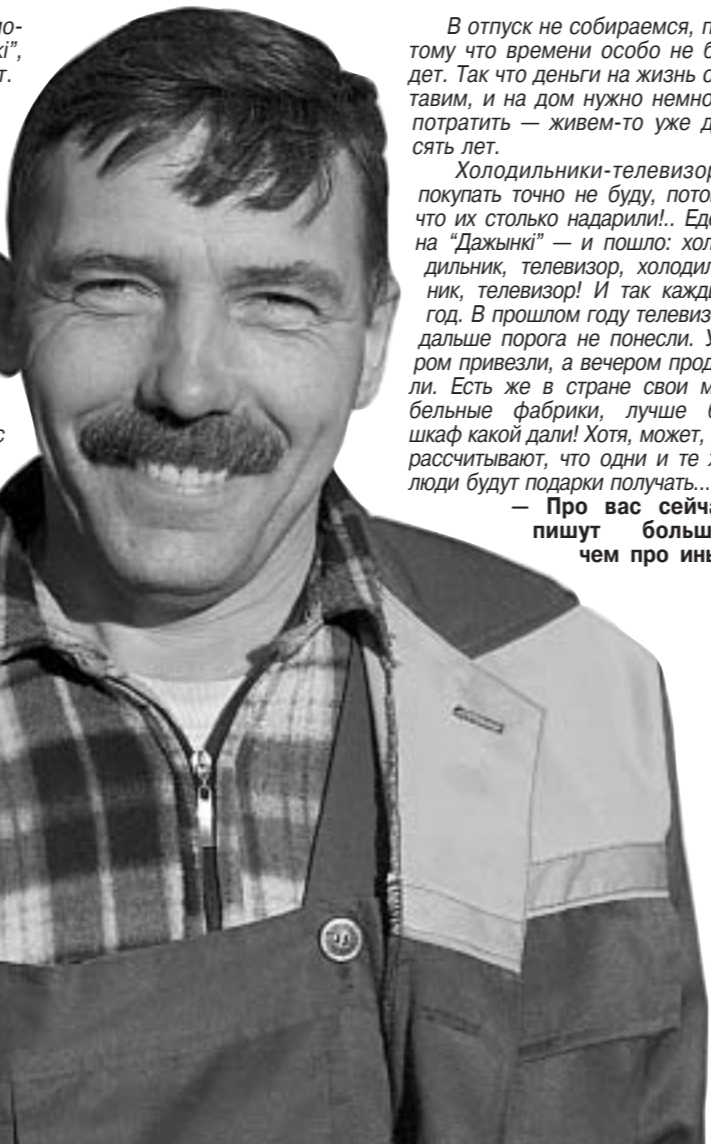 кі”,
т.
с
В отпуск не собираемся, п
тому что времени особо не б
дет. Так что деньги на жизнь о
тавим, и на дом нужно немно
потратить — живем-то уже д
сять лет.
Холодильники-телевизор
покупать точно не буду, пото
что их столько надарили!.. Еде
на “Дажынкі” — и пошло: хол
дильник, телевизор, холодил
ник, телевизор! И так кажды
год. В прошлом году телевиз
дальше порога не понесли. У
ром привезли, а вечером прод
ли. Есть же в стране свои м
бельные фабрики, лучше б
шкаф какой дали! Хотя, может,
рассчитывают, что одни и те ж
люди будут подарки получать...
— Про вас сейча
пишут больш
чем про ины